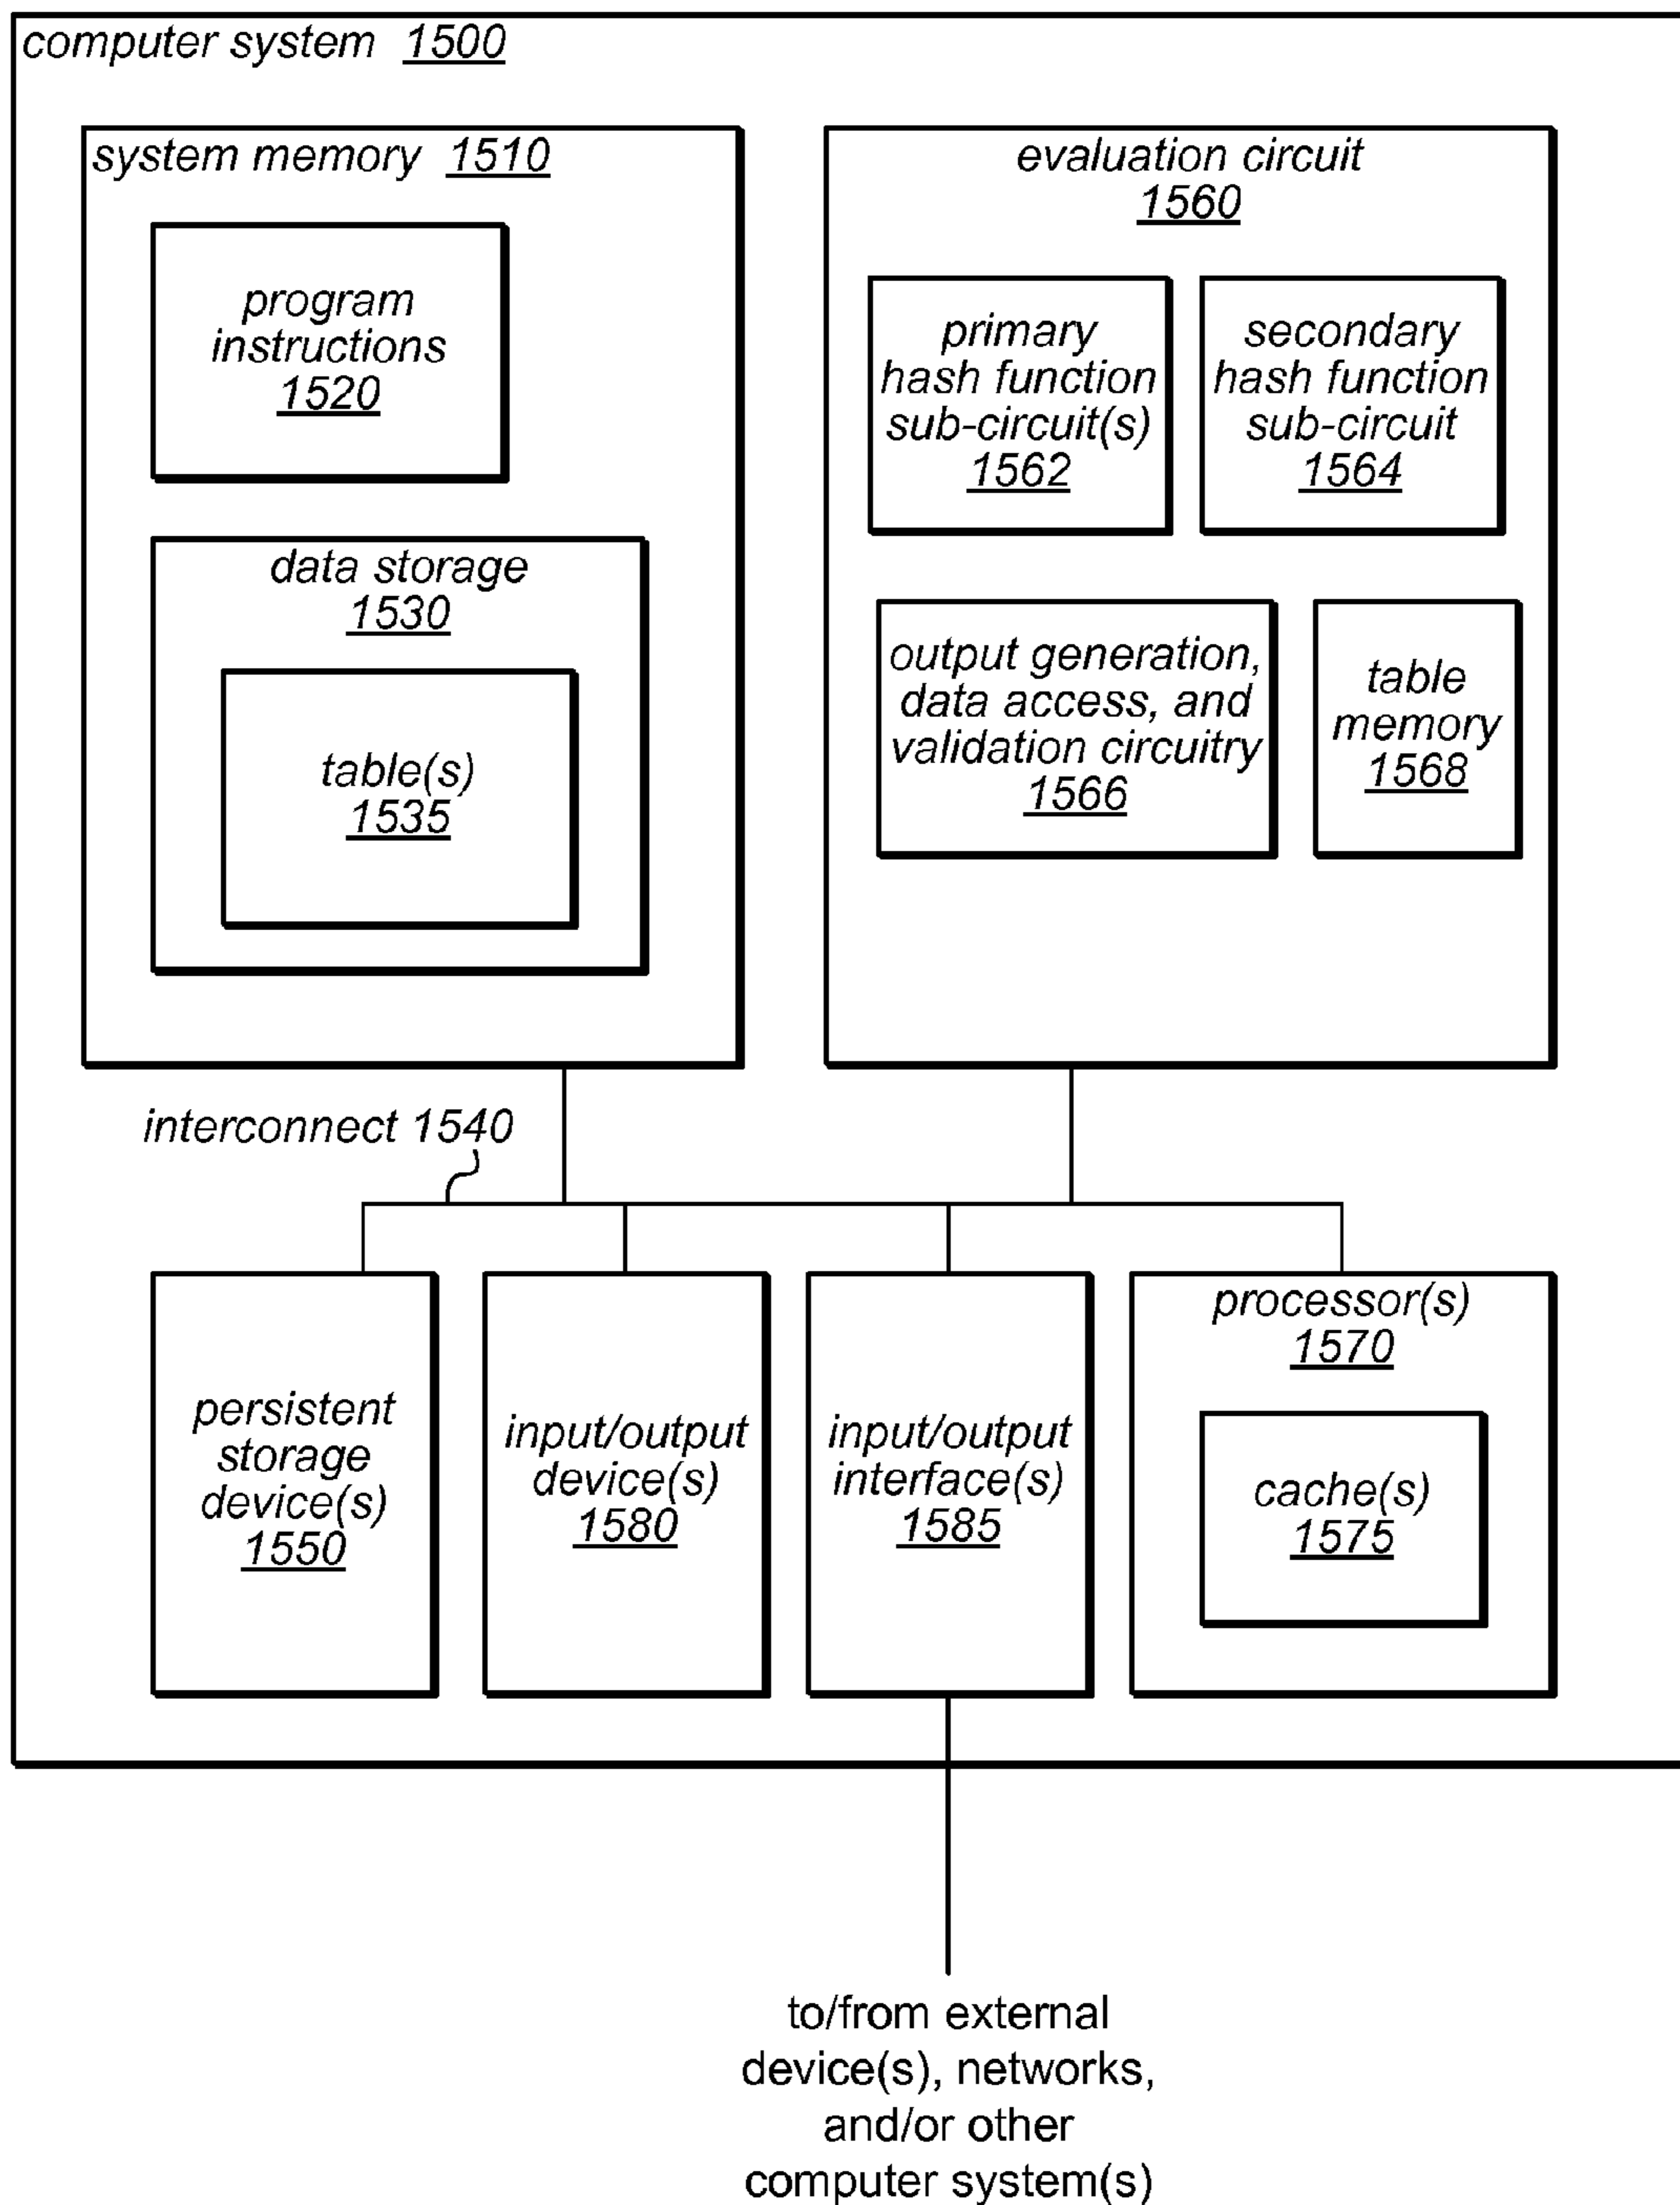 computer system 1500
system memory 1510
program
instructions
1520
data storage
1530
table(s)
1535
evaluation circuit
1560
primary
hash function
sub-circuit(s)
1562
secondary
hash function
sub-circuit
1564
output generation,
data access, and
validation circuitry
1566
table
memory
1568
interconnect 1540
persistent
storage
device(s)
1550
input/output
device(s)
1580
input/output
interface(s)
1585
processor(s)
1570
cache(s)
1575
to/from external
device(s), networks,
and/or other
computer system(s)